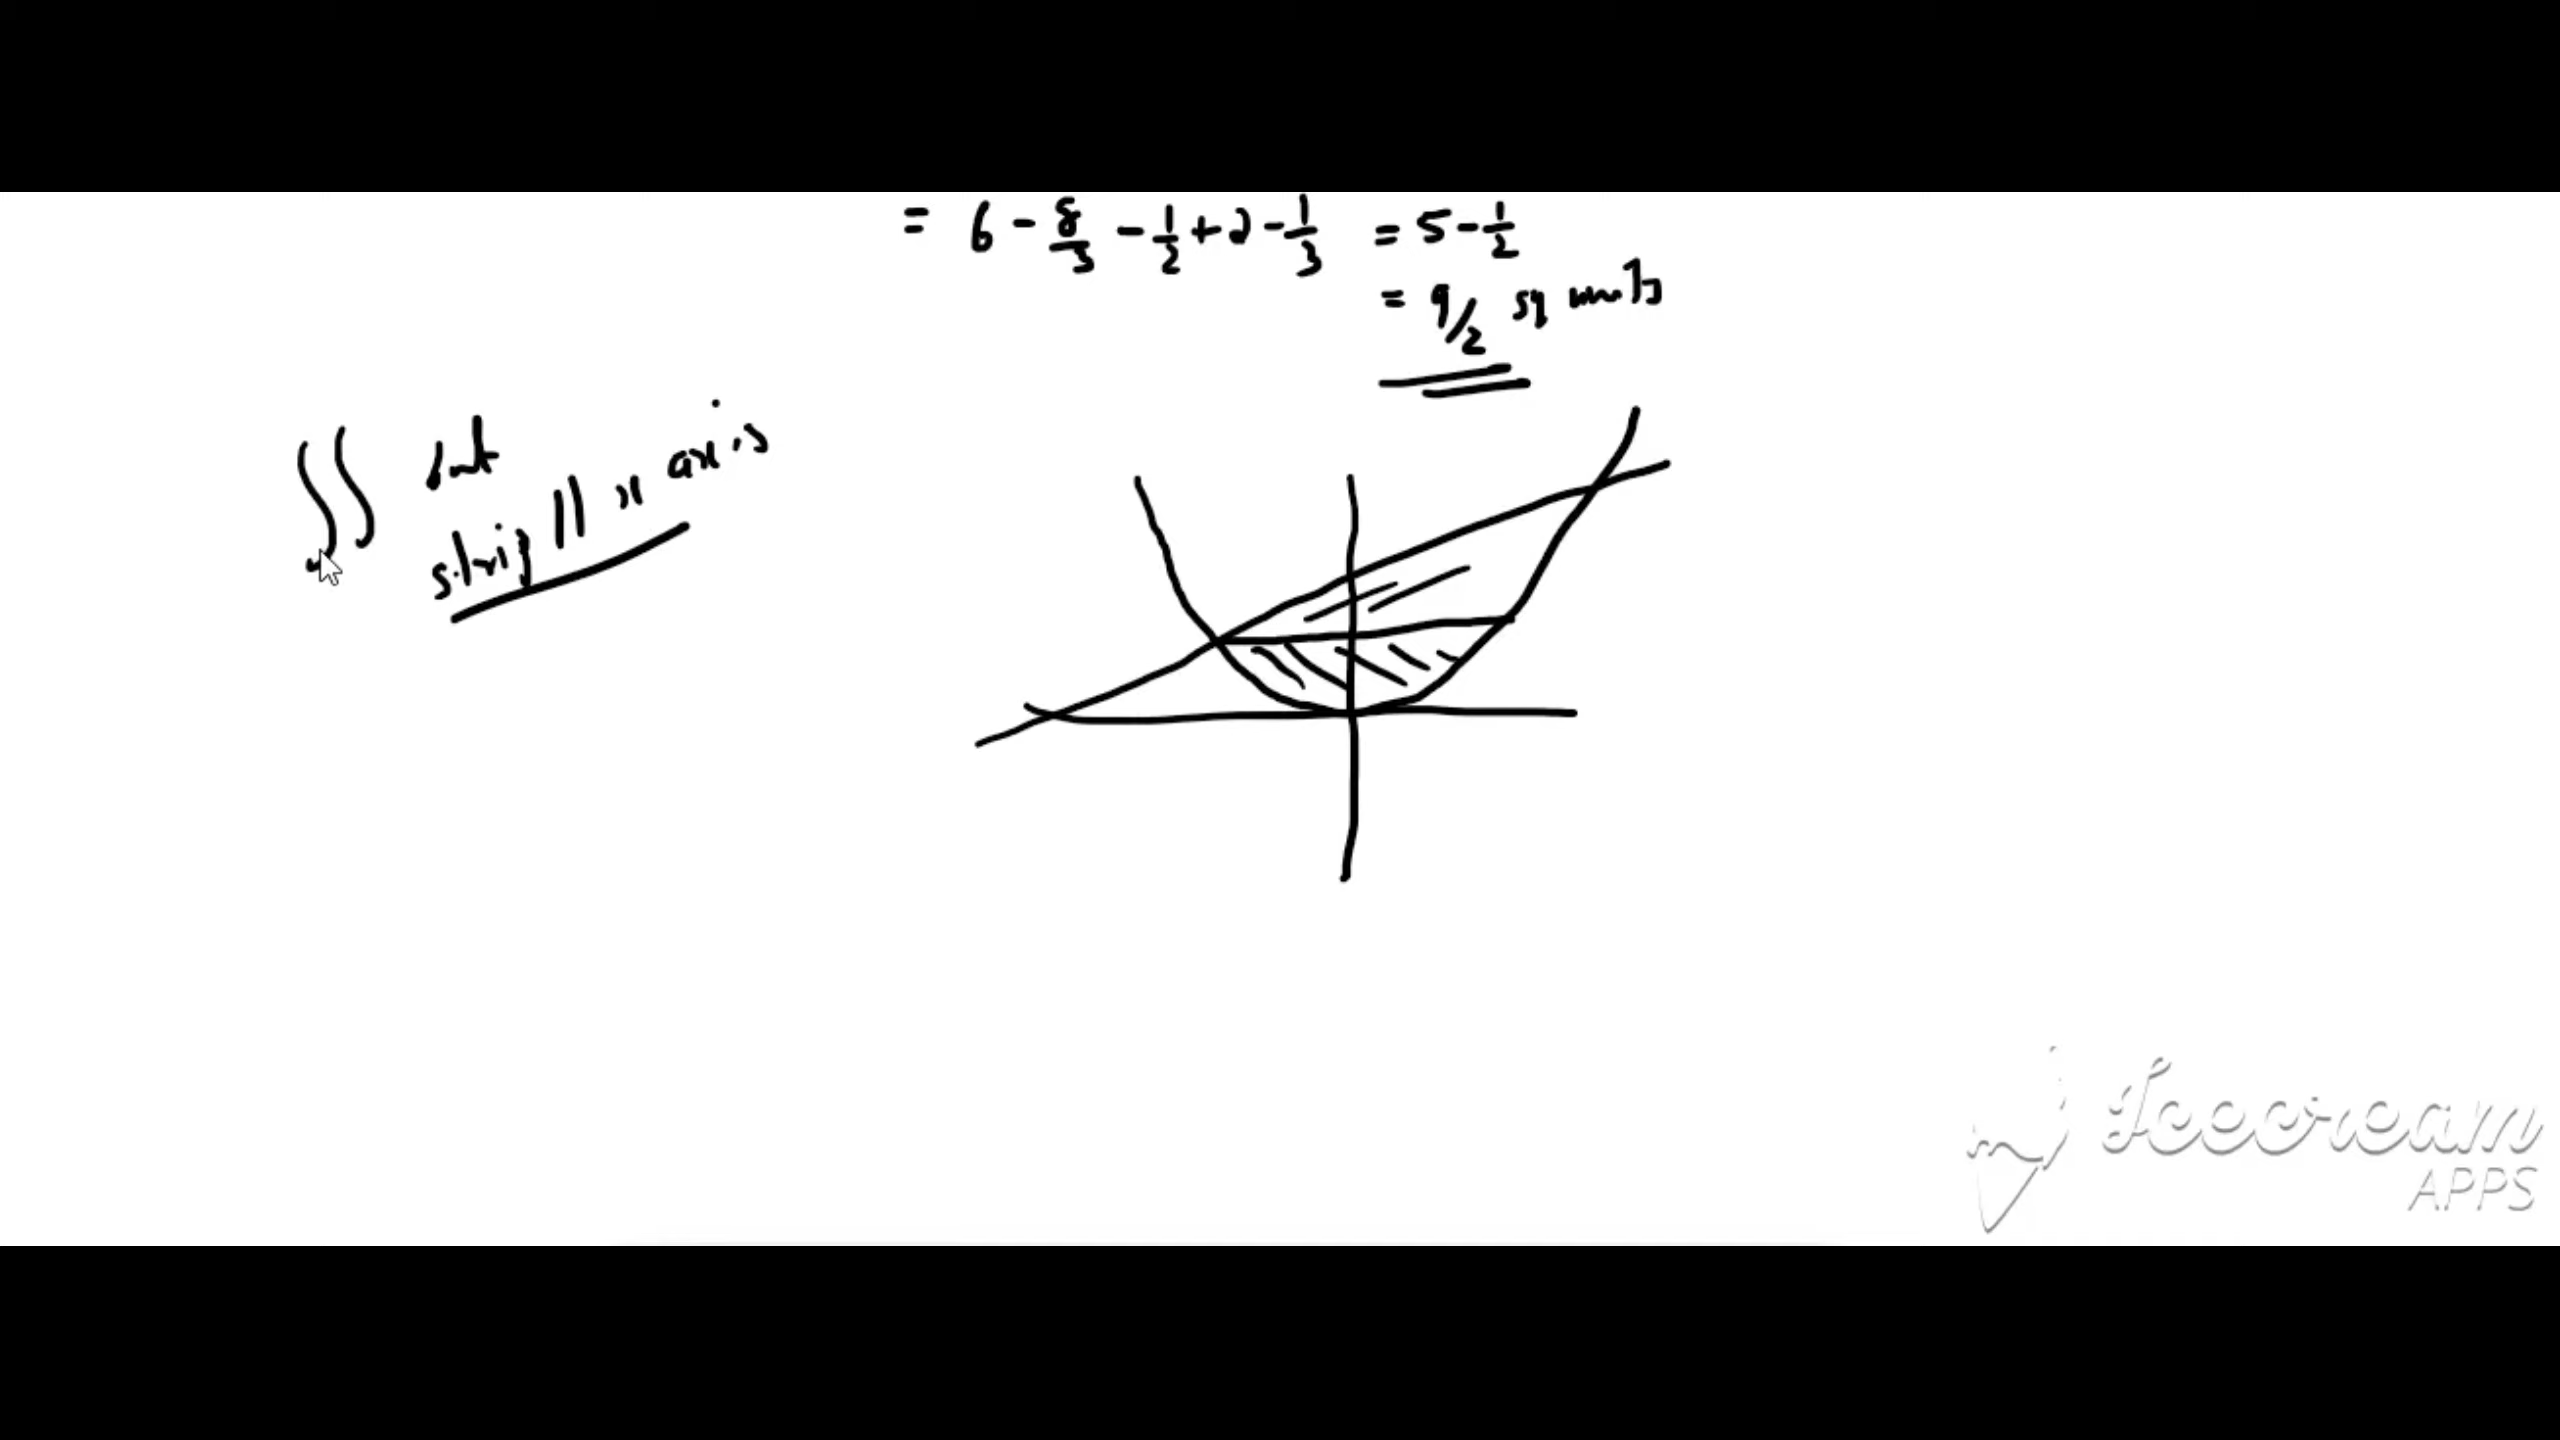 = 6 - 8/3 - 1/2 + 2 - 1/3 = 5 - 1/2
= 9/2 sq units
∬ but
strip || x axis
Icecream
APPS